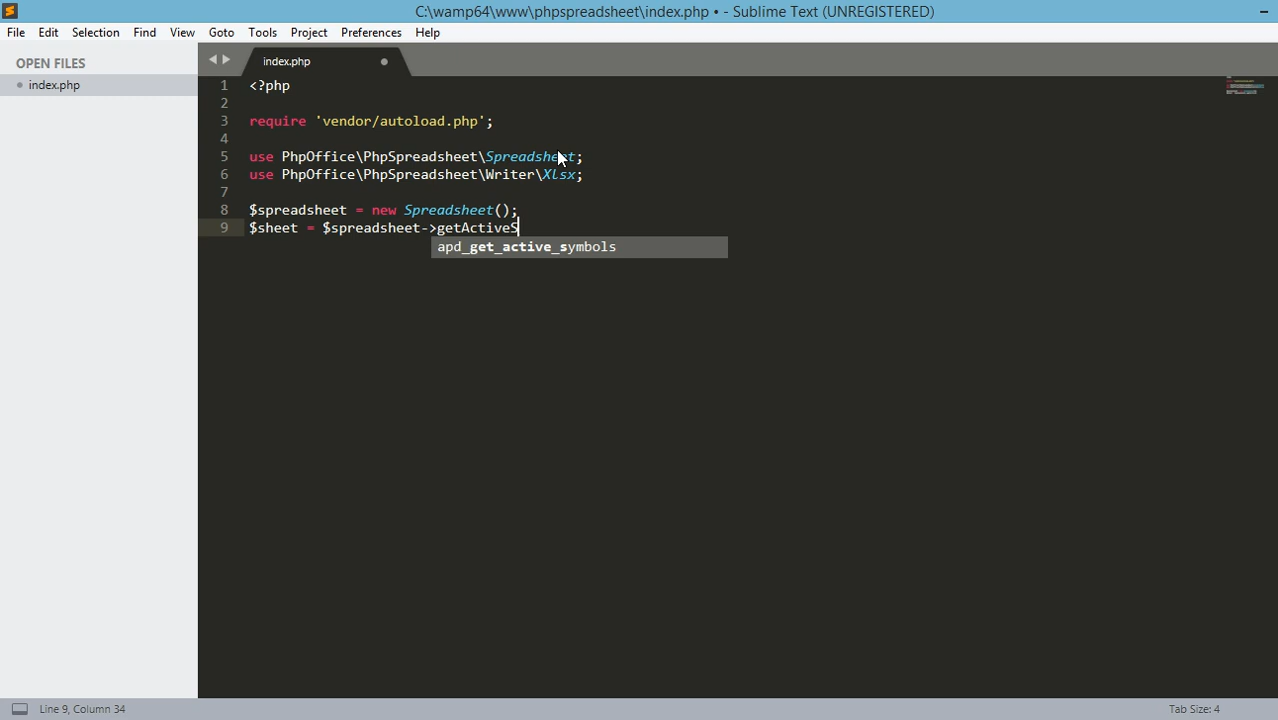 C:\wamp64\www\phpspreadsheet\index.php • - Sublime Text (UNREGISTERED)
File Edit Selection Find View Goto Tools Project Preferences Help
OPEN FILES
index.php
index.php
1 <?php
2
3 require 'vendor/autoload.php';
4
5 use PhpOffice\PhpSpreadsheet\Spreadsheet;
6 use PhpOffice\PhpSpreadsheet\Writer\Xlsx;
7
8 $spreadsheet = new Spreadsheet();
9 $sheet = $spreadsheet->getActiveS
apd_get_active_symbols
Line 9, Column 34 Tab Size: 4